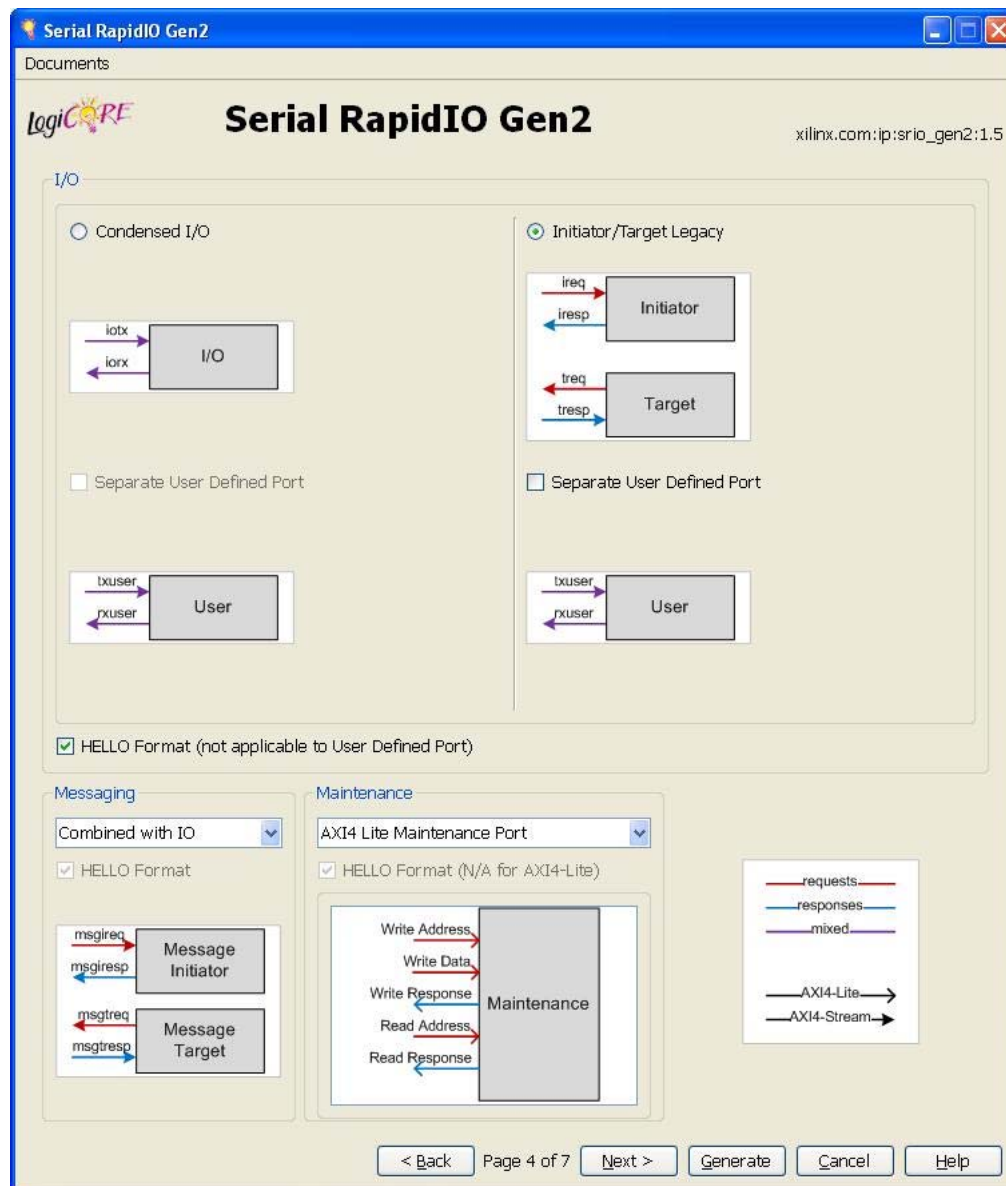 Serial RapidIO Gen2
Documents
LogiCORE
Serial RapidIO Gen2
xilinx.com:ip:srio_gen2:1.5
I/O
Condensed I/O
iotx
iorx
I/O
Separate User Defined Port
txuser
rxuser
User
Initiator/Target Legacy
ireq
iresp
Initiator
treq
tresp
Target
Separate User Defined Port
txuser
rxuser
User
HELLO Format (not applicable to User Defined Port)
Messaging
Combined with IO
HELLO Format
msgireq
msgiresp
Message
Initiator
msgtreq
msgtresp
Message
Target
Maintenance
AXI4 Lite Maintenance Port
HELLO Format (N/A for AXI4-Lite)
Write Address
Write Data
Write Response
Read Address
Read Response
Maintenance
requests
responses
mixed
AXI4-Lite
AXI4-Stream
< Back
Page 4 of 7
Next >
Generate
Cancel
Help